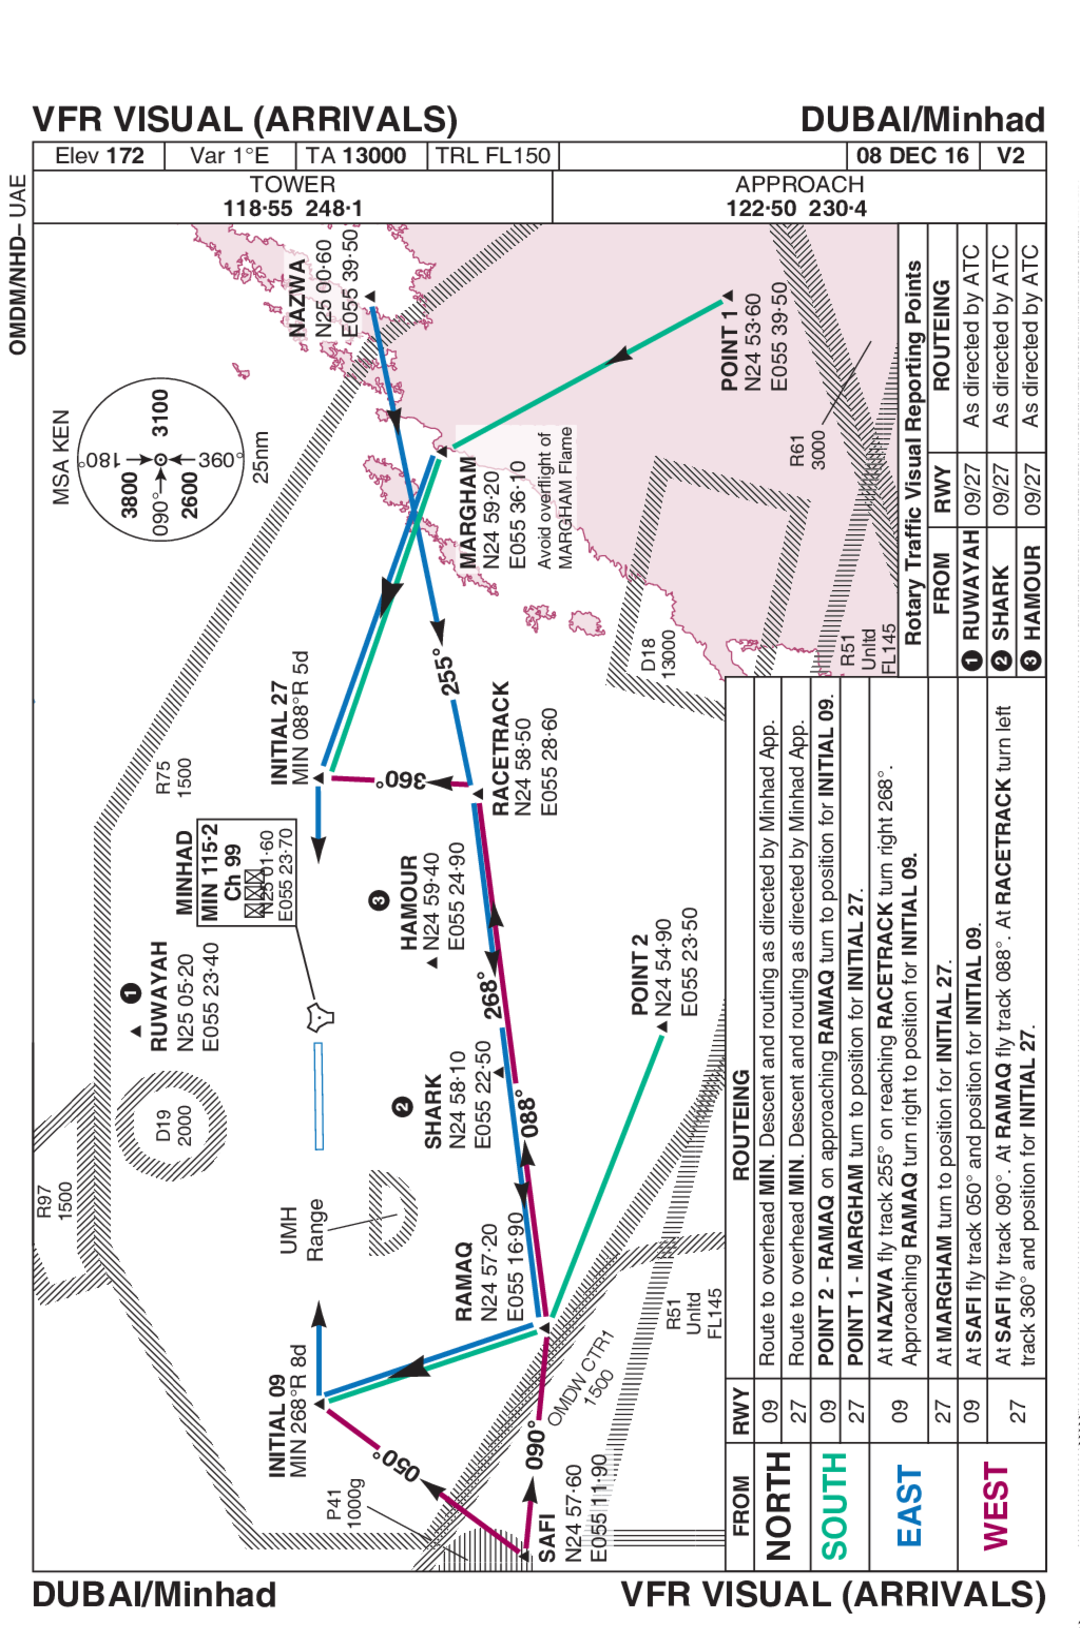 OMDM/NHD– UAE
VFR VISUAL (ARRIVALS)
DUBAI/Minhad
Elev 172
Var 1°E
TA 13000
TRL FL150
08 DEC 16
V2
TOWER
118·55 248·1
APPROACH
122·50 230·4
MSA KEN
180°
3100
3800
090°
2600
360°
25nm
NAZWA
N25 00·60
E055 39·50
POINT 1
N24 53·60
E055 39·50
R61
3000
MARGHAM
N24 59·20
E055 36·10
Avoid overflight of
MARGHAM Flame
D18
13000
R51
Unltd
FL145
R75
1500
INITIAL 27
MIN 088°R 5d
255°
360°
RACETRACK
N24 58·50
E055 28·60
MINHAD
MIN 115·2
Ch 99
N25 01·60
E055 23·70
3
HAMOUR
N24 59·40
E055 24·90
1
RUWAYAH
N25 05·20
E055 23·40
POINT 2
N24 54·90
E055 23·50
268°
088°
2
SHARK
N24 58·10
E055 22·50
D19
2000
R97
1500
UMH
Range
RAMAQ
N24 57·20
E055 16·90
R51
Unltd
FL145
OMDW CTR1
1500
INITIAL 09
MIN 268°R 8d
050°
090°
P41
1000g
SAFI
N24 57·60
E055 11·90
Rotary Traffic Visual Reporting Points
FROM
RWY
ROUTEING
1 RUWAYAH
09/27
As directed by ATC
2 SHARK
09/27
As directed by ATC
3 HAMOUR
09/27
As directed by ATC
FROM
RWY
ROUTEING
NORTH
09
Route to overhead MIN. Descent and routing as directed by Minhad App.
27
Route to overhead MIN. Descent and routing as directed by Minhad App.
SOUTH
09
POINT 2 - RAMAQ on approaching RAMAQ turn to position for INITIAL 09.
27
POINT 1 - MARGHAM turn to position for INITIAL 27.
EAST
09
At NAZWA fly track 255° on reaching RACETRACK turn right 268°.
Approaching RAMAQ turn right to position for INITIAL 09.
27
At MARGHAM turn to position for INITIAL 27.
WEST
09
At SAFI fly track 050° and position for INITIAL 09.
27
At SAFI fly track 090°. At RAMAQ fly track 088°. At RACETRACK turn left
track 360° and position for INITIAL 27.
DUBAI/Minhad
VFR VISUAL (ARRIVALS)